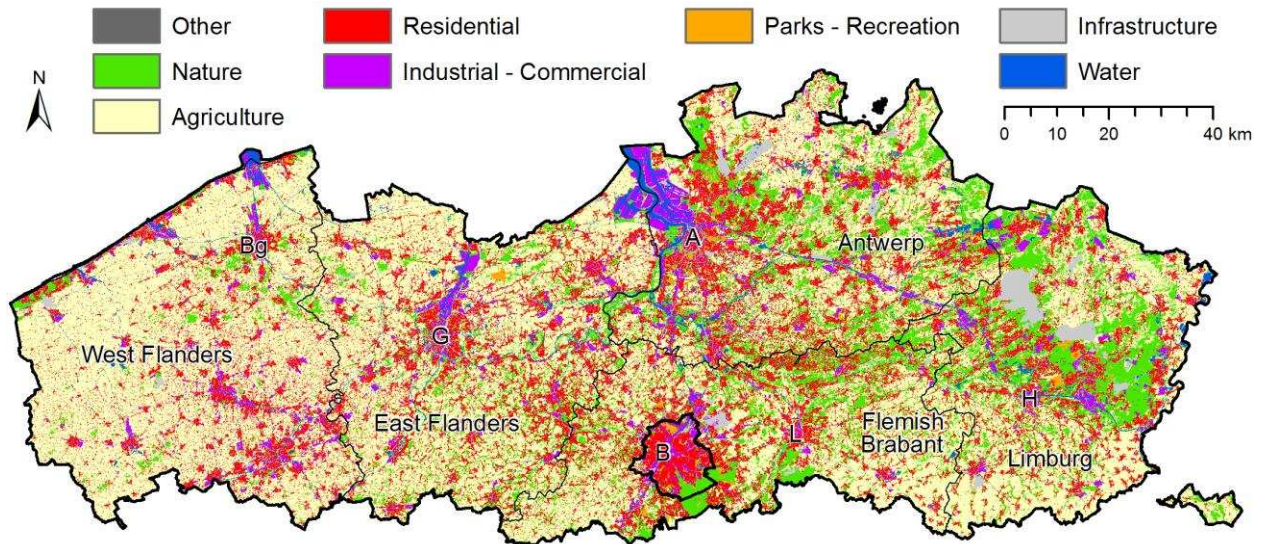 Other
Residential
Parks - Recreation
Infrastructure
Nature
Industrial - Commercial
Water
N
Agriculture
0 10 20 40 km
A
Bg
Antwerp
G
West Flanders
H
East Flanders
Flemish
Brabant
L
B
Limburg